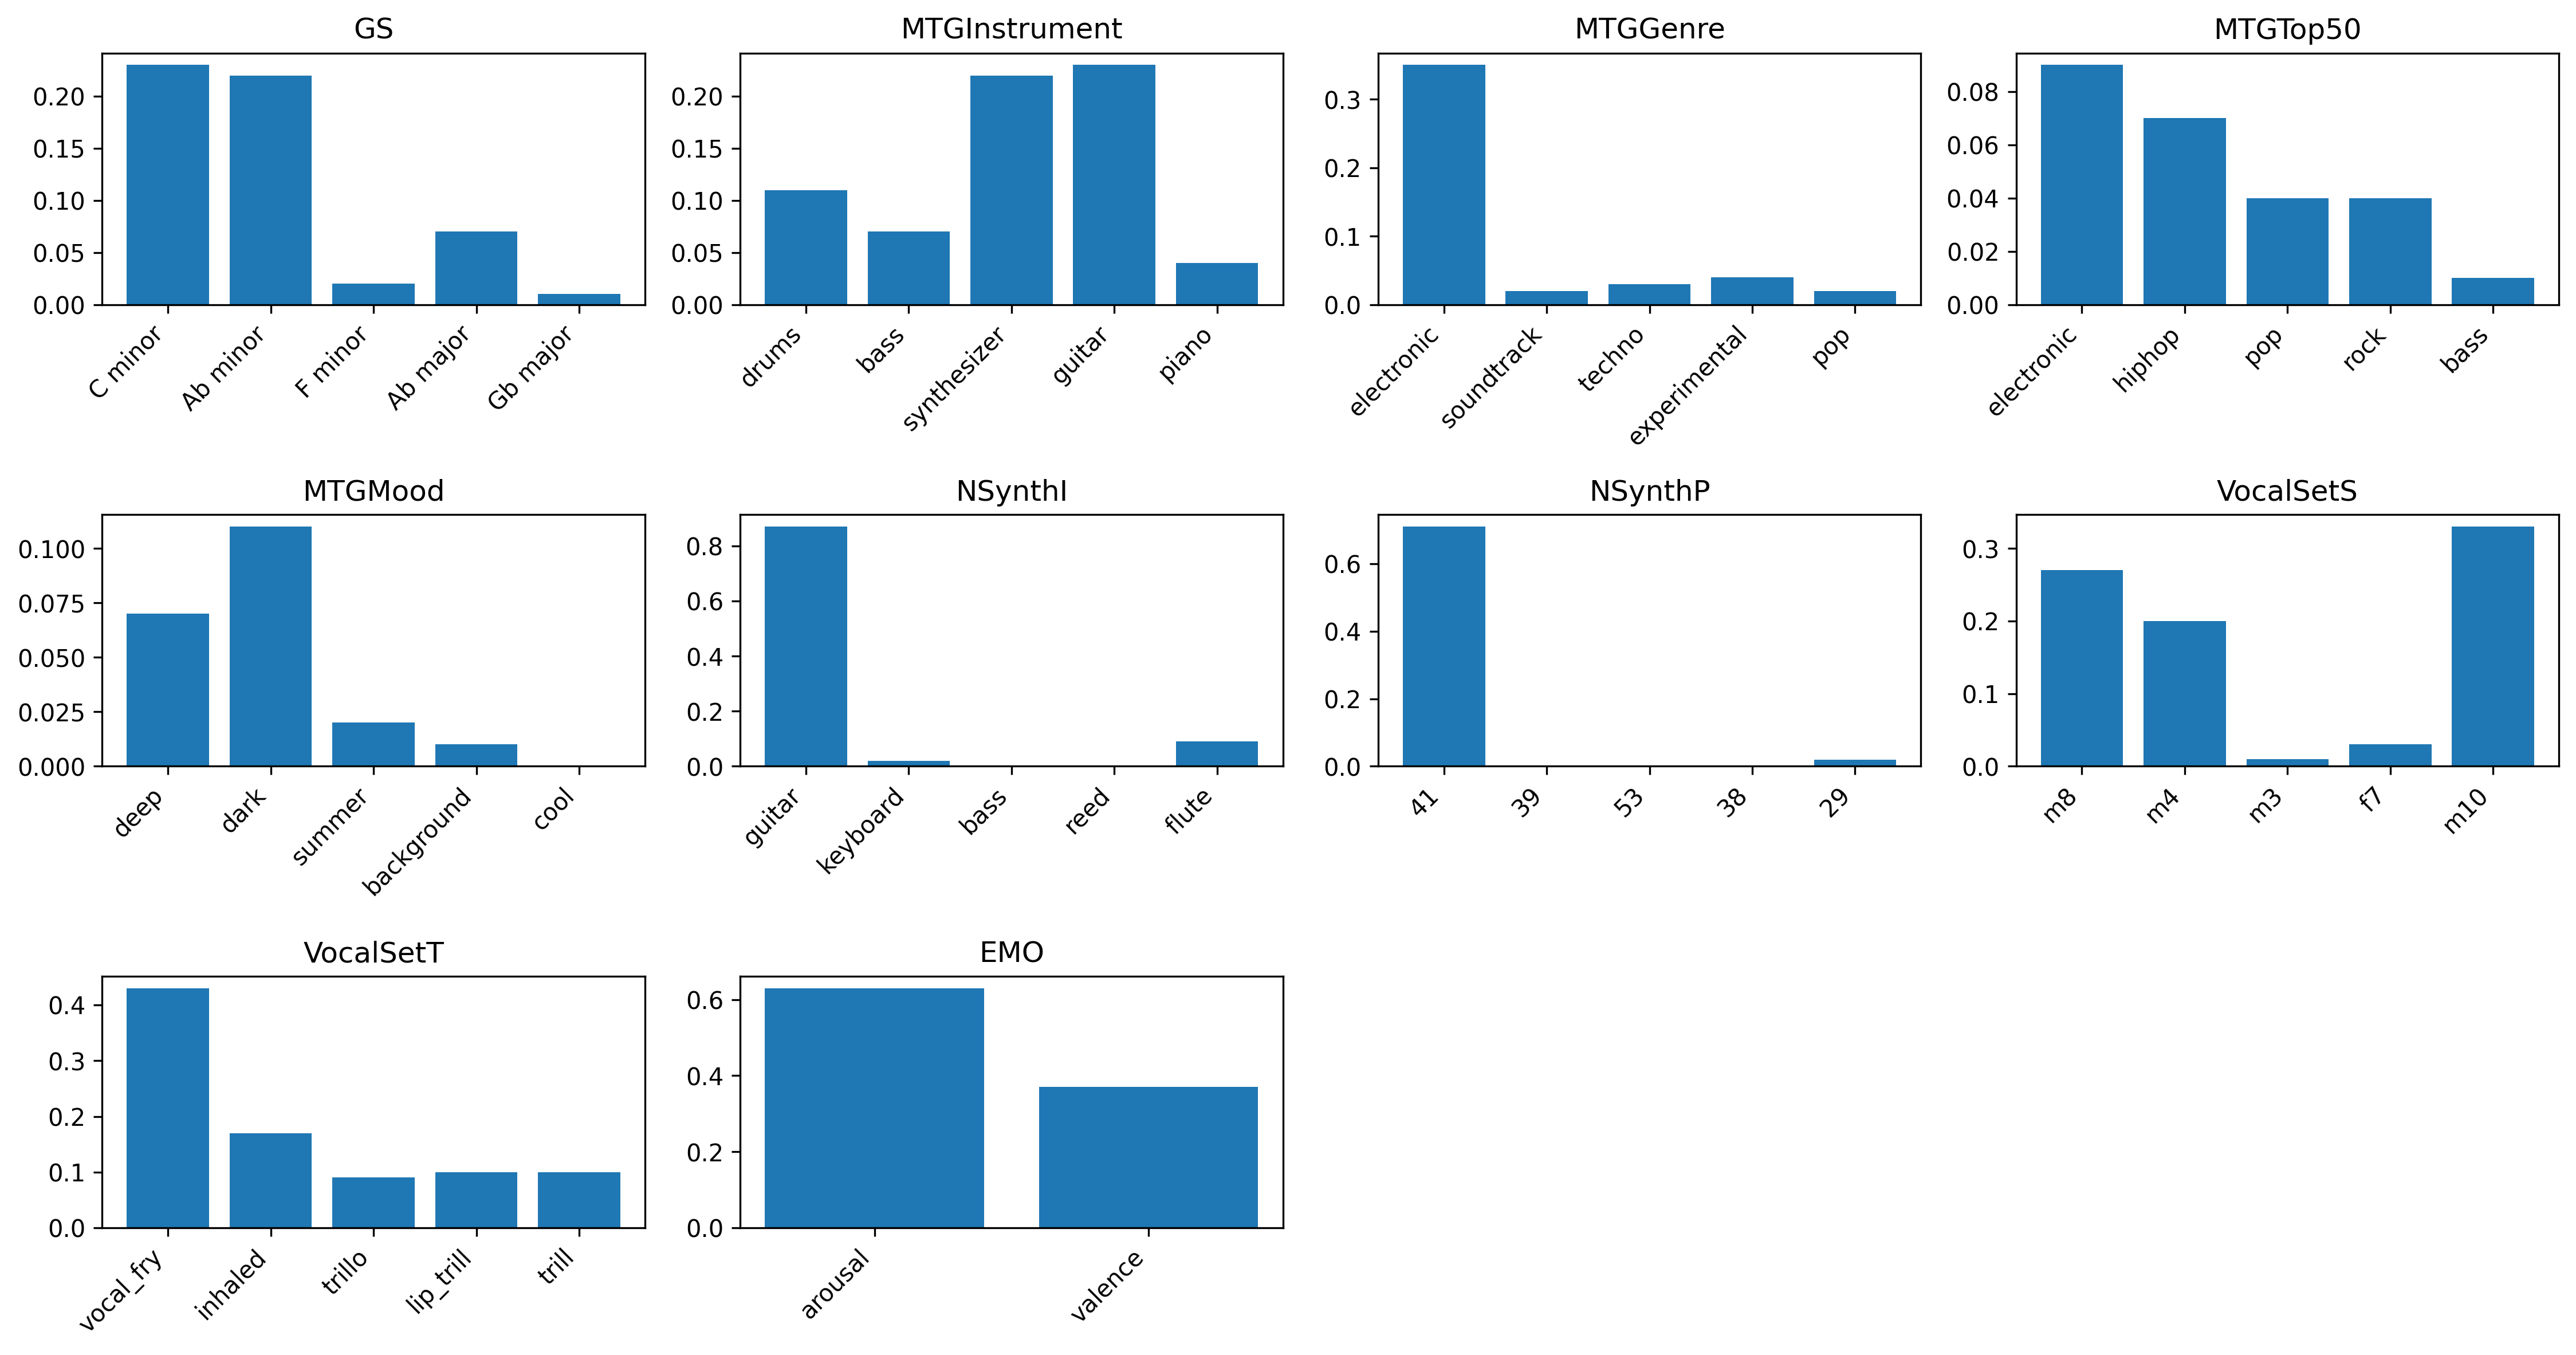 GS
0.20
0.15
0.10
0.05
0.00
C minor
Ab minor
F minor
Ab major
Gb major
MTGInstrument
0.20
0.15
0.10
0.05
0.00
drums
bass
synthesizer
guitar
piano
MTGGenre
0.3
0.2
0.1
0.0
electronic
soundtrack
techno
experimental
pop
MTGTop50
0.08
0.06
0.04
0.02
0.00
electronic
hiphop
pop
rock
bass
MTGMood
0.100
0.075
0.050
0.025
0.000
deep
dark
summer
background
cool
NSynthI
0.8
0.6
0.4
0.2
0.0
guitar
keyboard
bass
reed
flute
NSynthP
0.6
0.4
0.2
0.0
41
39
53
38
29
VocalSetS
0.3
0.2
0.1
0.0
m8
m4
m3
f7
m10
VocalSetT
0.4
0.3
0.2
0.1
0.0
vocal_fry
inhaled
trillo
lip_trill
trill
EMO
0.6
0.4
0.2
0.0
arousal
valence